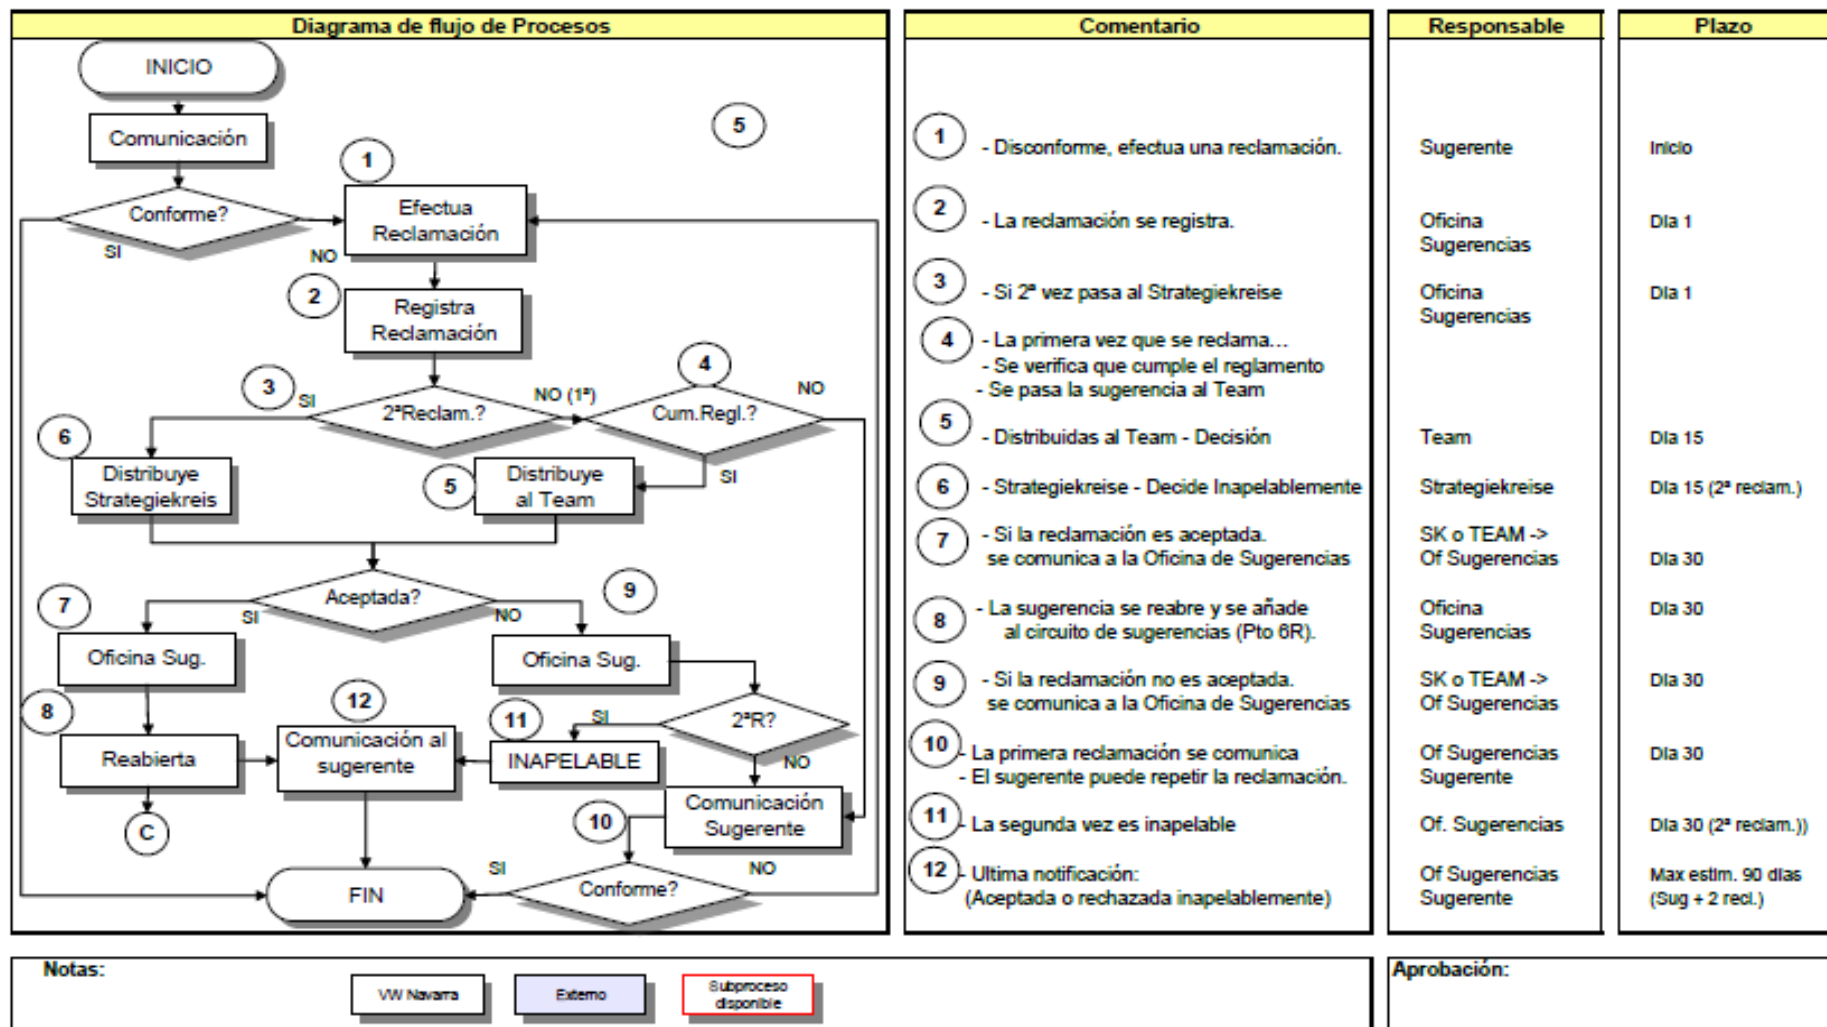 Diagrama de flujo de Procesos
INICIO
Comunicación
5
1
Conforme?
SI
NO
Efectua
Reclamación
2
Registra
Reclamación
3
SI
2ªReclam.?
NO (1ª)
4
Cum.Regl.?
NO
SI
6
Distribuye
Strategiekreis
5
Distribuye
al Team
7
SI
Aceptada?
NO
9
Oficina Sug.
Oficina Sug.
8
12
11
SI
2ªR?
NO
Reabierta
Comunicación al
sugerente
INAPELABLE
C
10
Comunicación
Sugerente
SI
NO
FIN
Conforme?
Comentario
1
- Disconforme, efectua una reclamación.
2
- La reclamación se registra.
3
- Si 2ª vez pasa al Strategiekreise
4
- La primera vez que se reclama...
- Se verifica que cumple el reglamento
- Se pasa la sugerencia al Team
5
- Distribuidas al Team - Decisión
6
- Strategiekreise - Decide Inapelablemente
7
- Si la reclamación es aceptada.
se comunica a la Oficina de Sugerencias
8
- La sugerencia se reabre y se añade
al circuito de sugerencias (Pto 6R).
9
- Si la reclamación no es aceptada.
se comunica a la Oficina de Sugerencias
10
- La primera reclamación se comunica
- El sugerente puede repetir la reclamación.
11
- La segunda vez es inapelable
12
- Ultima notificación:
(Aceptada o rechazada inapelablemente)
Responsable
Sugerente
Oficina
Sugerencias
Oficina
Sugerencias
Team
Strategiekreise
SK o TEAM ->
Of Sugerencias
Oficina
Sugerencias
SK o TEAM ->
Of Sugerencias
Of Sugerencias
Sugerente
Of. Sugerencias
Of Sugerencias
Sugerente
Plazo
Inicio
Dia 1
Dia 1
Dia 15
Dia 15 (2ª reclam.)
Dia 30
Dia 30
Dia 30
Dia 30
Dia 30 (2ª reclam.))
Max estim. 90 dias
(Sug + 2 recl.)
Notas:
VW Navarra
Externo
Subproceso
disponible
Aprobación: